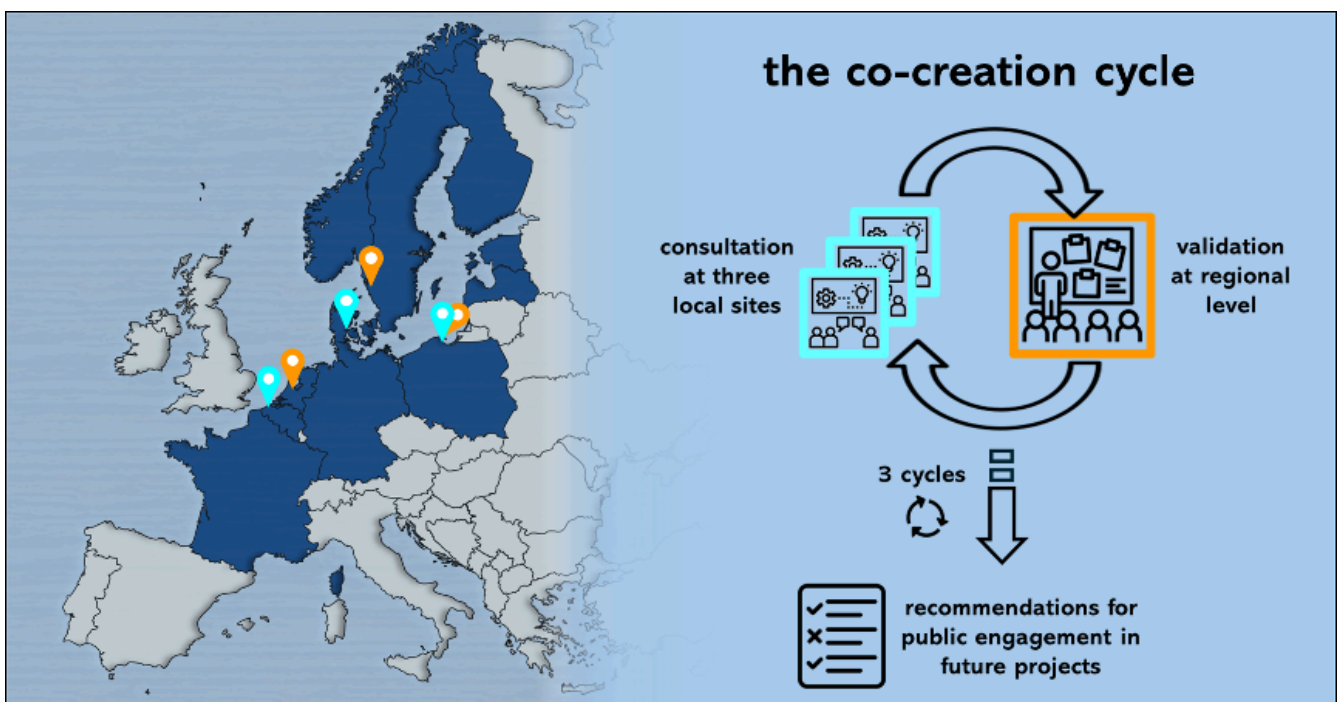 the co-creation cycle
consultation
at three
local sites
validation
at regional
level
3 cycles
recommendations for
public engagement in
future projects